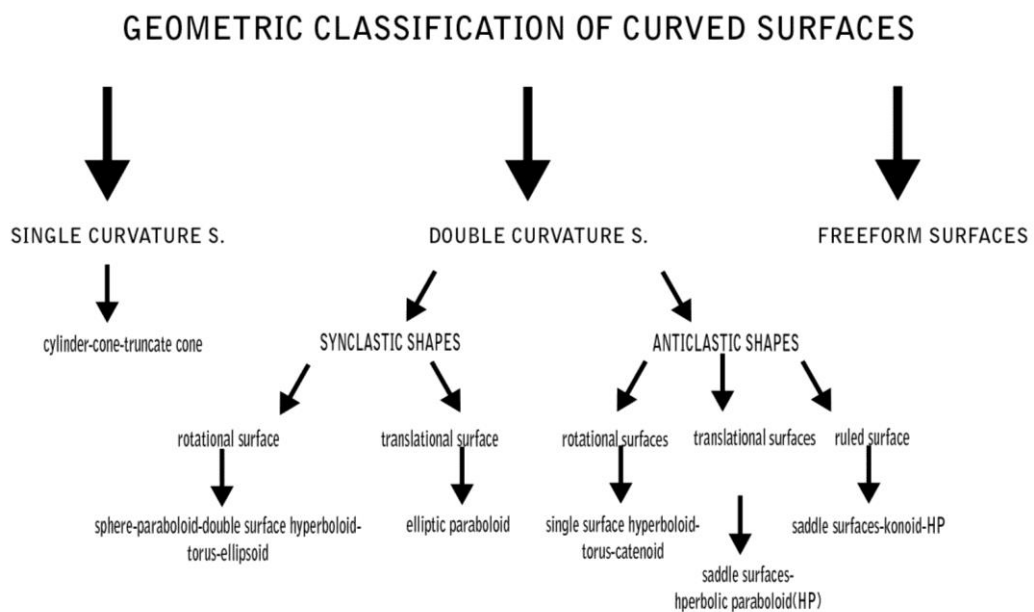 GEOMETRIC CLASSIFICATION OF CURVED SURFACES
SINGLE CURVATURE S.
DOUBLE CURVATURE S.
FREEFORM SURFACES
cylinder-cone-truncate cone
SYNCLASTIC SHAPES
ANTICLASTIC SHAPES
rotational surface
translational surface
rotational surfaces
translational surfaces
ruled surface
sphere-paraboloid-double surface hyperboloid-
torus-ellipsoid
elliptic paraboloid
single surface hyperboloid-
torus-catenoid
saddle surfaces-konoid-HP
saddle surfaces-
hperbolic paraboloid(HP)